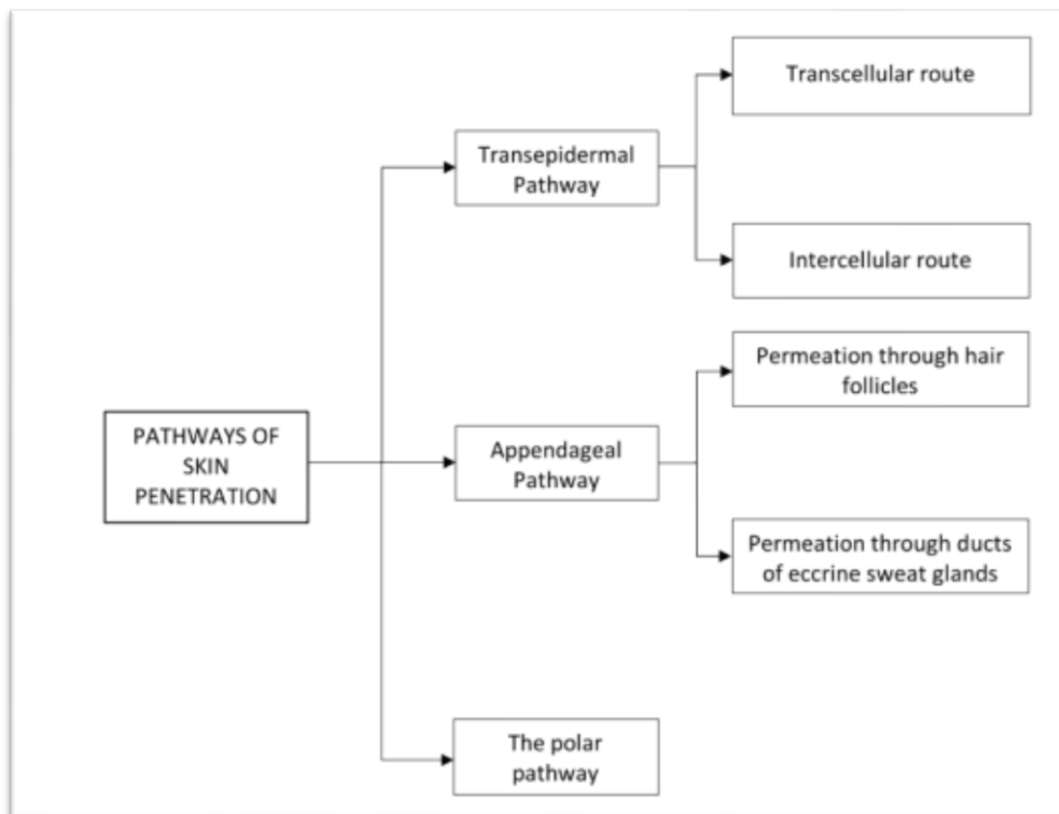 Transcellular route
Transepidermal
Pathway
Intercellular route
Permeation through hair
follicles
PATHWAYS OF
SKIN
PENETRATION
Appendageal
Pathway
Permeation through ducts
of eccrine sweat glands
The polar
pathway